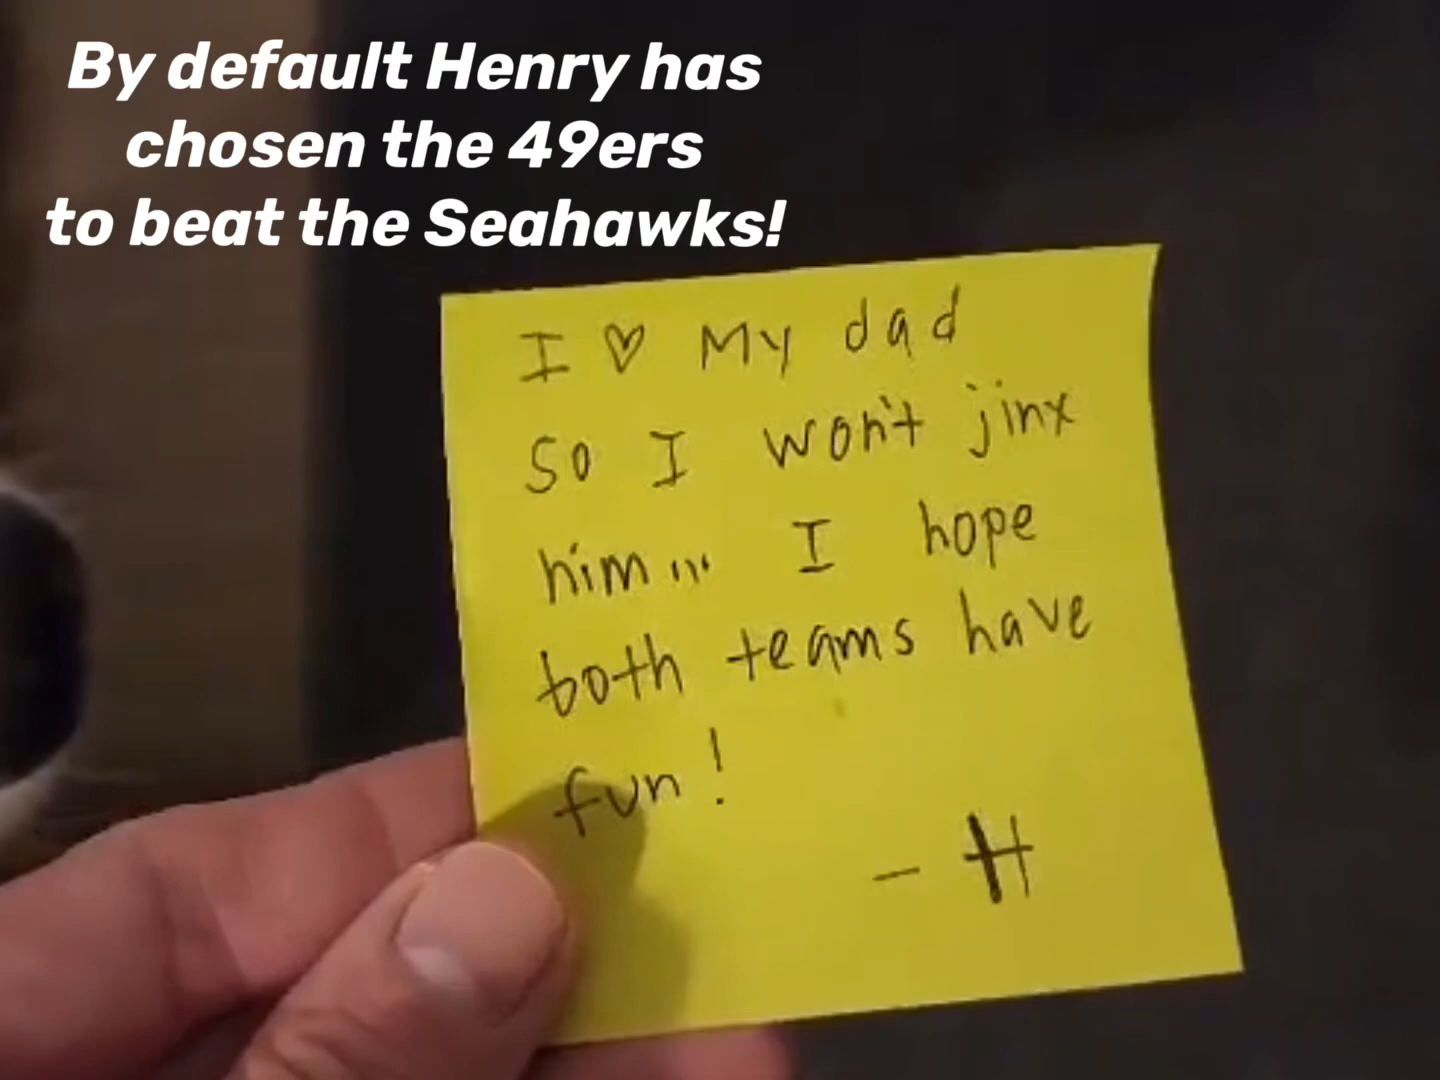 By default Henry has
chosen the 49ers
to beat the Seahawks!
I ♡ My dad
So I won't jinx
him... I hope
both teams have
fun!
- H